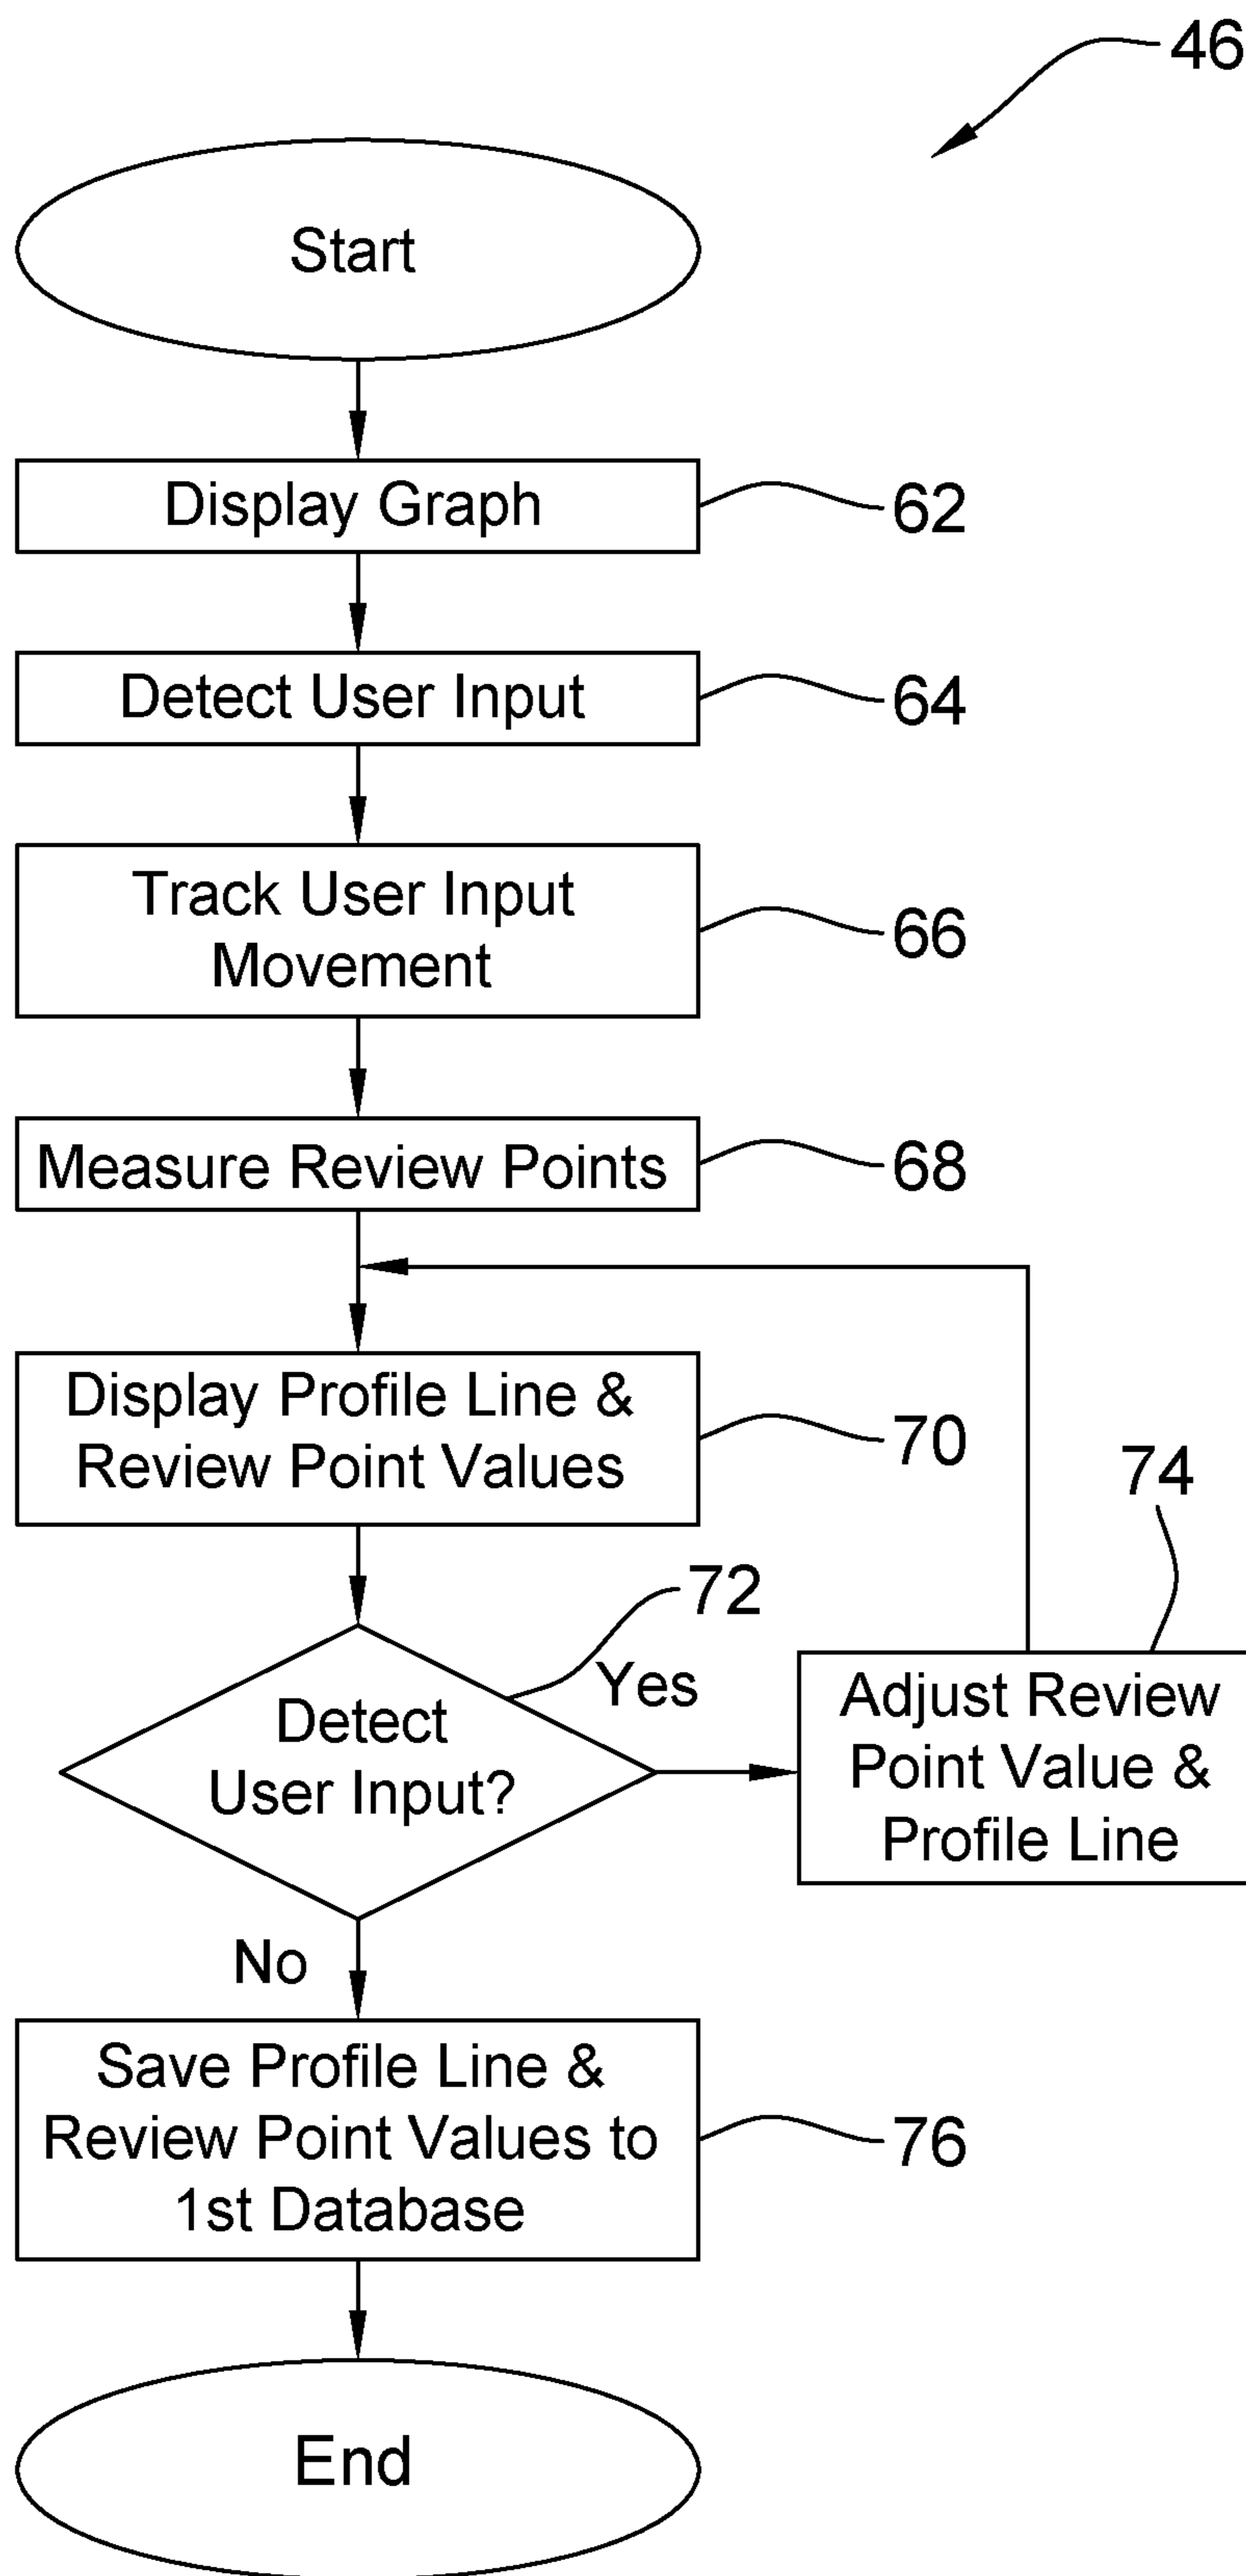 46
Start
Display Graph
62
Detect User Input
64
Track User Input
Movement
66
Measure Review Points
68
Display Profile Line &
Review Point Values
70
74
72
Yes
Detect
User Input?
Adjust Review
Point Value &
Profile Line
No
Save Profile Line &
Review Point Values to
1st Database
76
End